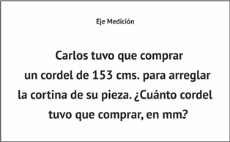 Eje Medición
Carlos tuvo que comprar
un cordel de 153 cms. para arreglar
la cortina de su pieza. ¿Cuánto cordel
tuvo que comprar, en mm?